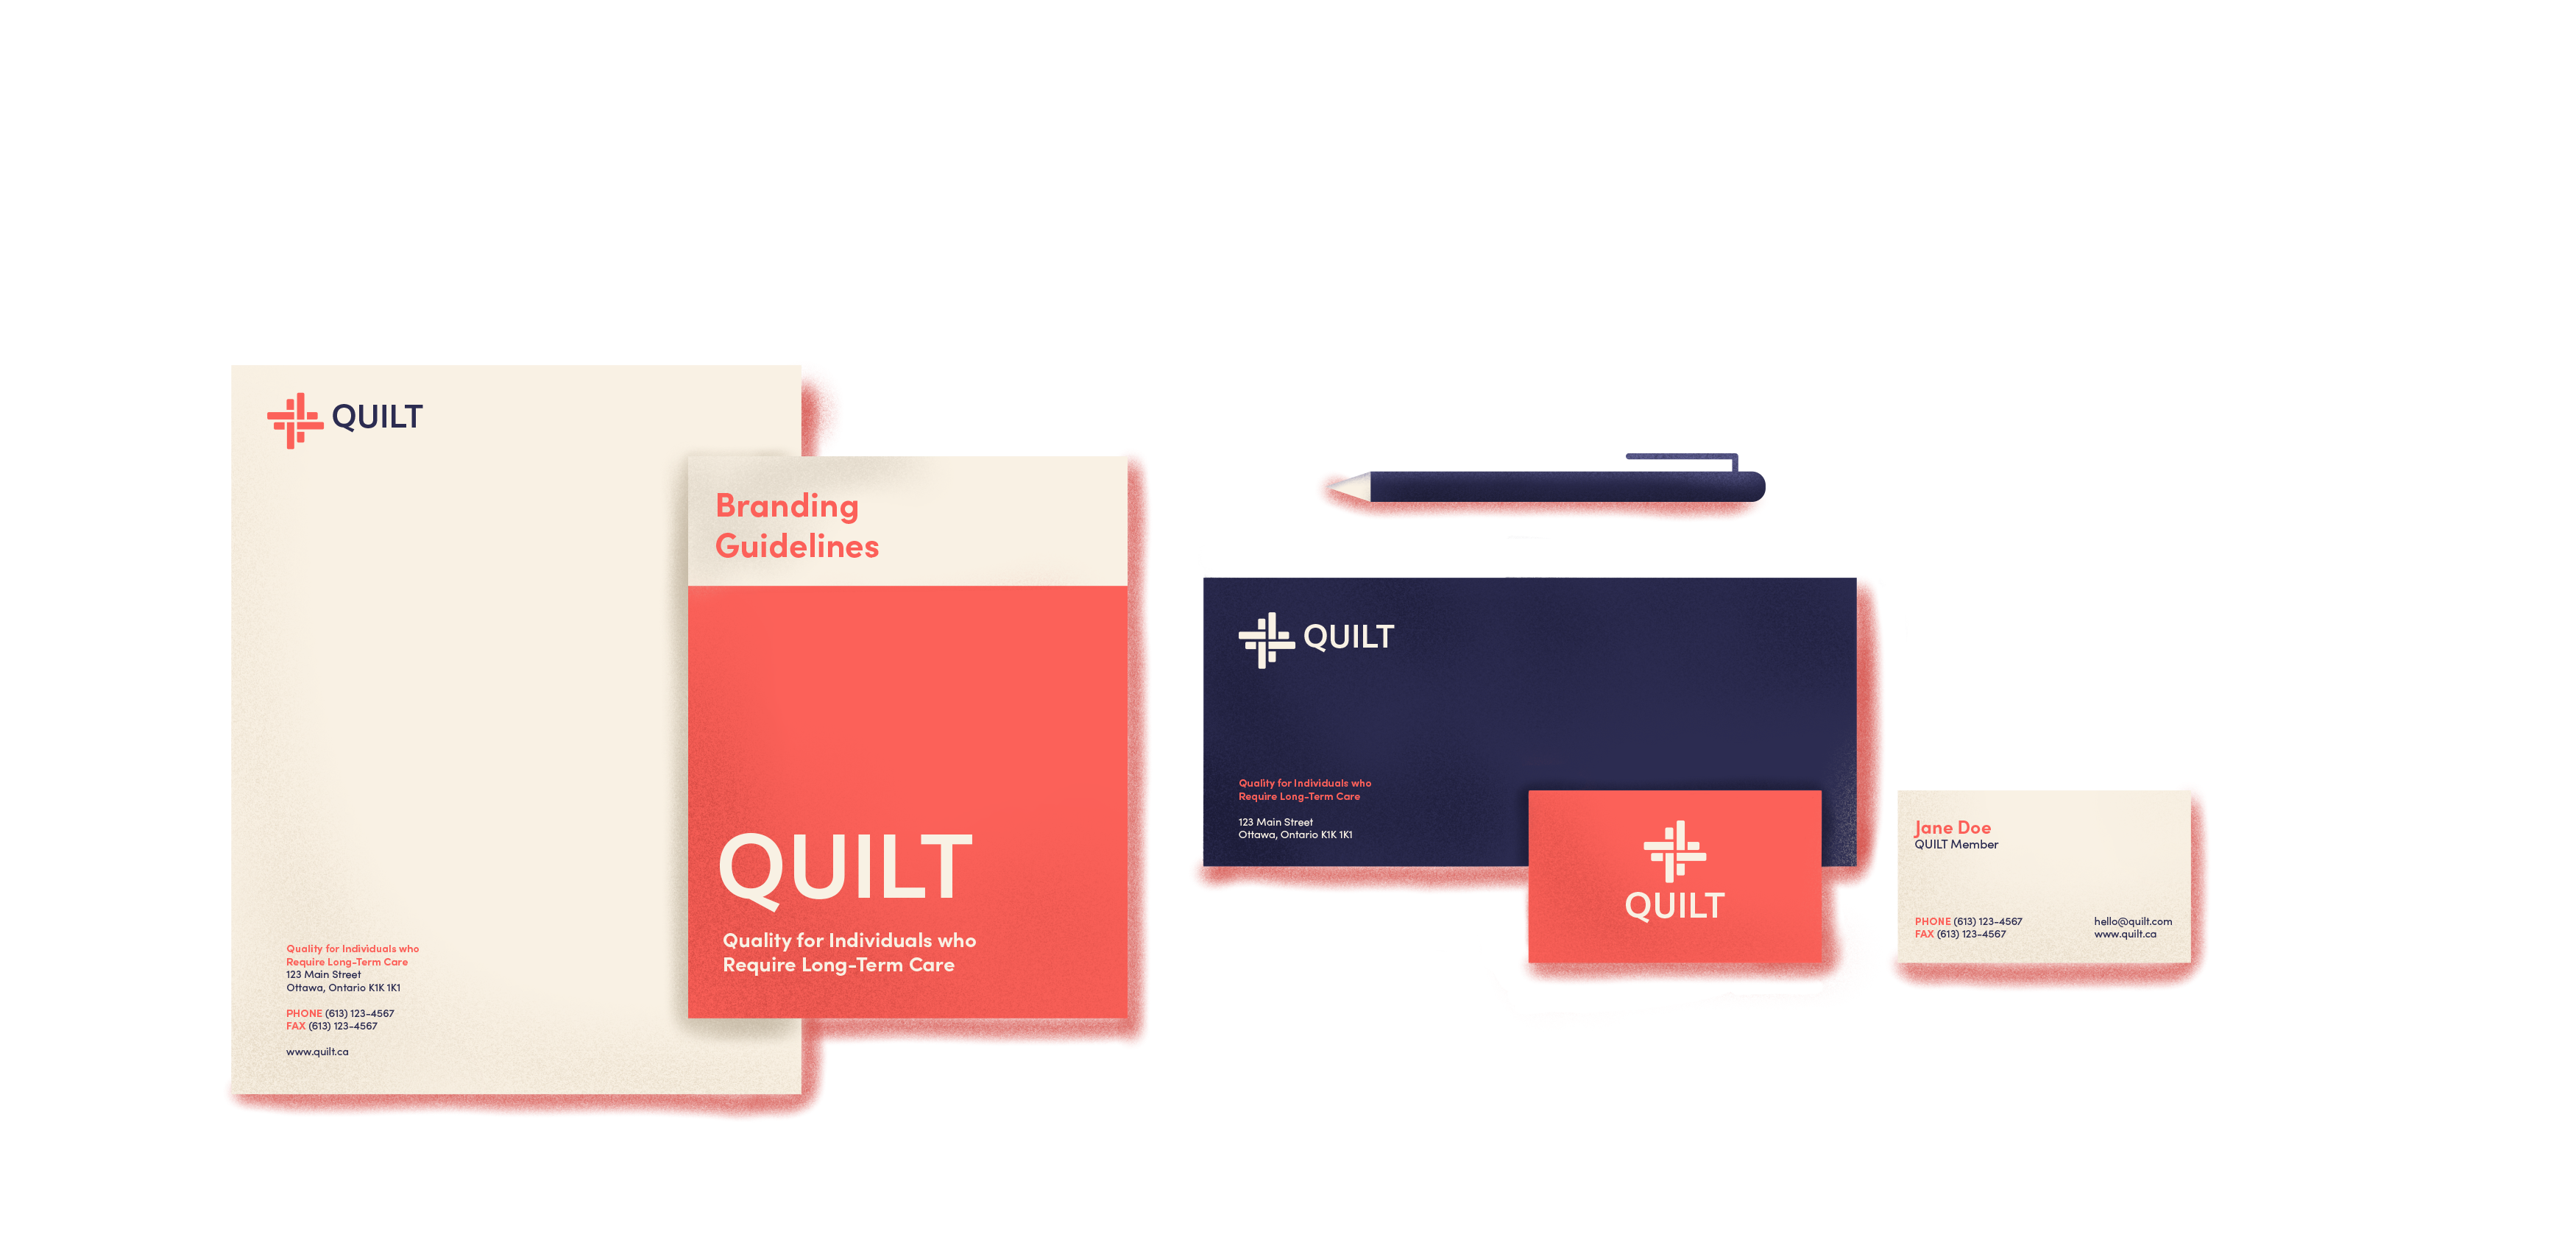 QUILT
Quality for Individuals who
Require Long-Term Care
123 Main Street
Ottawa, Ontario K1K 1K1
PHONE (613) 123-4567
FAX (613) 123-4567
www.quilt.ca
Branding
Guidelines
QUILT
Quality for Individuals who
Require Long-Term Care
QUILT
Quality for Individuals who
Require Long-Term Care
123 Main Street
Ottawa, Ontario K1K 1K1
QUILT
Jane Doe
QUILT Member
PHONE (613) 123-4567
FAX (613) 123-4567
hello@quilt.com
www.quilt.ca